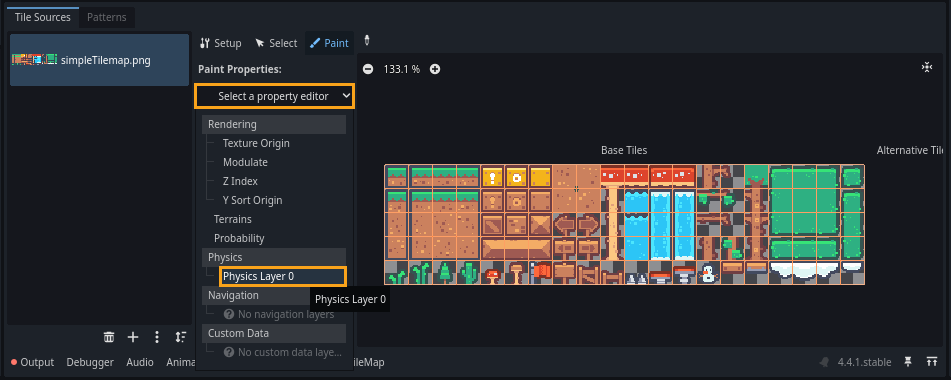 Tile Sources
Patterns
simpleTilemap.png
Setup
Select
Paint
Paint Properties:
133.1 %
Select a property editor
Rendering
Texture Origin
Modulate
Z Index
Y Sort Origin
Terrains
Probability
Physics
Physics Layer 0
Navigation
Physics Layer 0
No navigation layers
Custom Data
No custom data laye...
Base Tiles
Alternative Tile
Output
Debugger
Audio
Anima
ileMap
4.4.1.stable